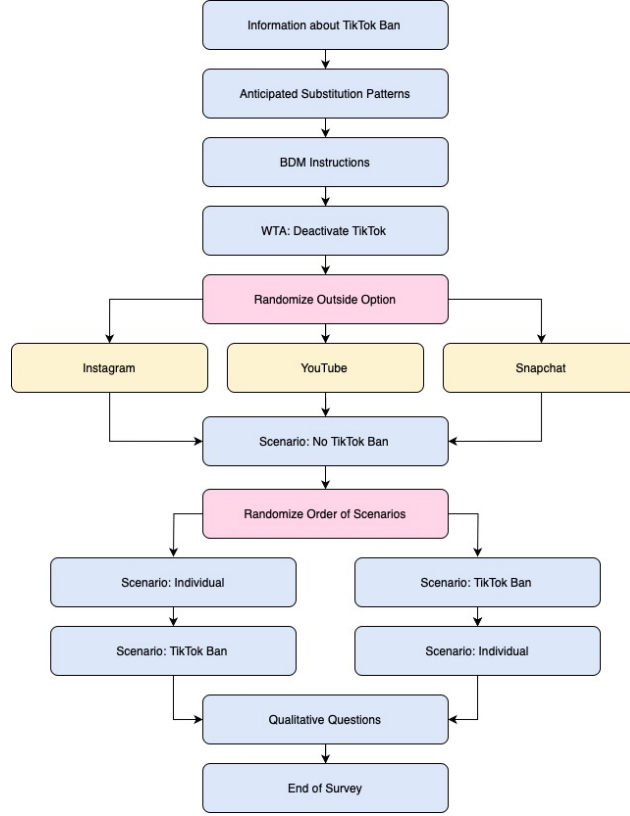 Information about TikTok Ban
Anticipated Substitution Patterns
BDM Instructions
WTA: Deactivate TikTok
Randomize Outside Option
Instagram
YouTube
Snapchat
Scenario: No TikTok Ban
Randomize Order of Scenarios
Scenario: Individual
Scenario: TikTok Ban
Scenario: TikTok Ban
Scenario: Individual
Qualitative Questions
End of Survey